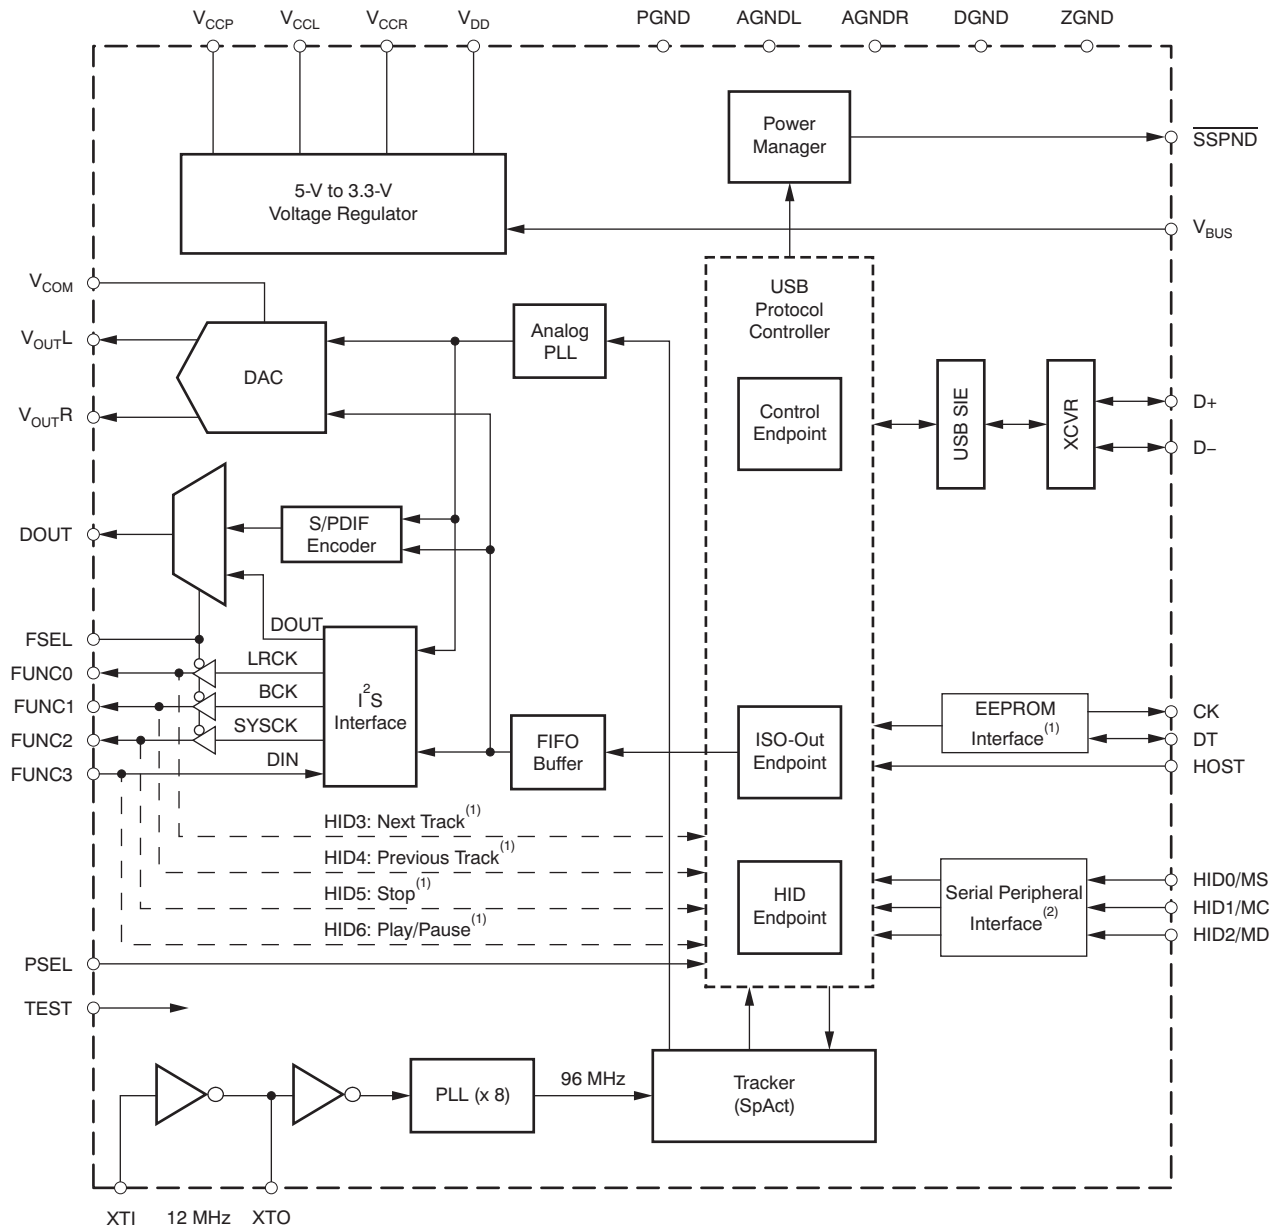 V_CCP V_CCL V_CCR V_DD PGND AGNDL AGNDR DGND ZGND
Power
Manager
SSPND
5-V to 3.3-V
Voltage Regulator
V_BUS
V_COM
USB
Protocol
Controller
V_OUTL
Analog
PLL
DAC
V_OUTR
Control
Endpoint
USB SIE
XCVR
D+
D−
DOUT
S/PDIF
Encoder
FSEL
DOUT
FUNC0
LRCK
FUNC1
BCK
I²S
Interface
FUNC2
SYSCK
FUNC3
DIN
FIFO
Buffer
ISO-Out
Endpoint
EEPROM
Interface(1)
CK
DT
HOST
HID3: Next Track(1)
HID4: Previous Track(1)
HID5: Stop(1)
HID6: Play/Pause(1)
HID
Endpoint
Serial Peripheral
Interface(2)
HID0/MS
HID1/MC
HID2/MD
PSEL
TEST
PLL (x 8)
96 MHz
Tracker
(SpAct)
XTI 12 MHz XTO